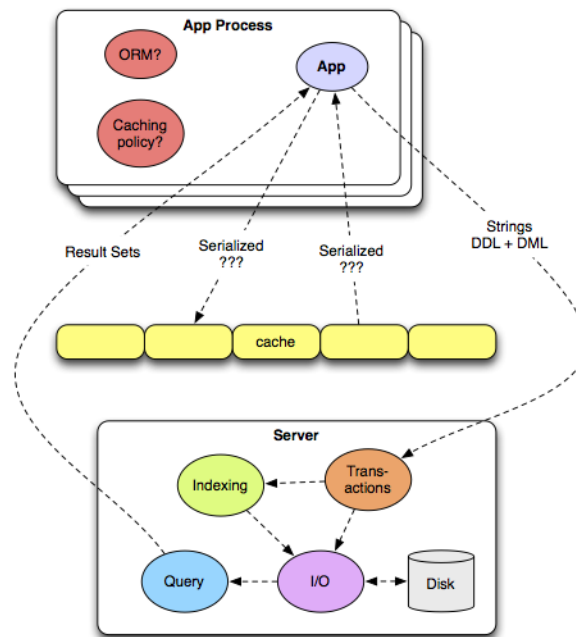 App Process
ORM?
App
Caching
policy?
Result Sets
Serialized
???
Serialized
???
Strings
DDL + DML
cache
Server
Indexing
Trans-
actions
Query
I/O
Disk